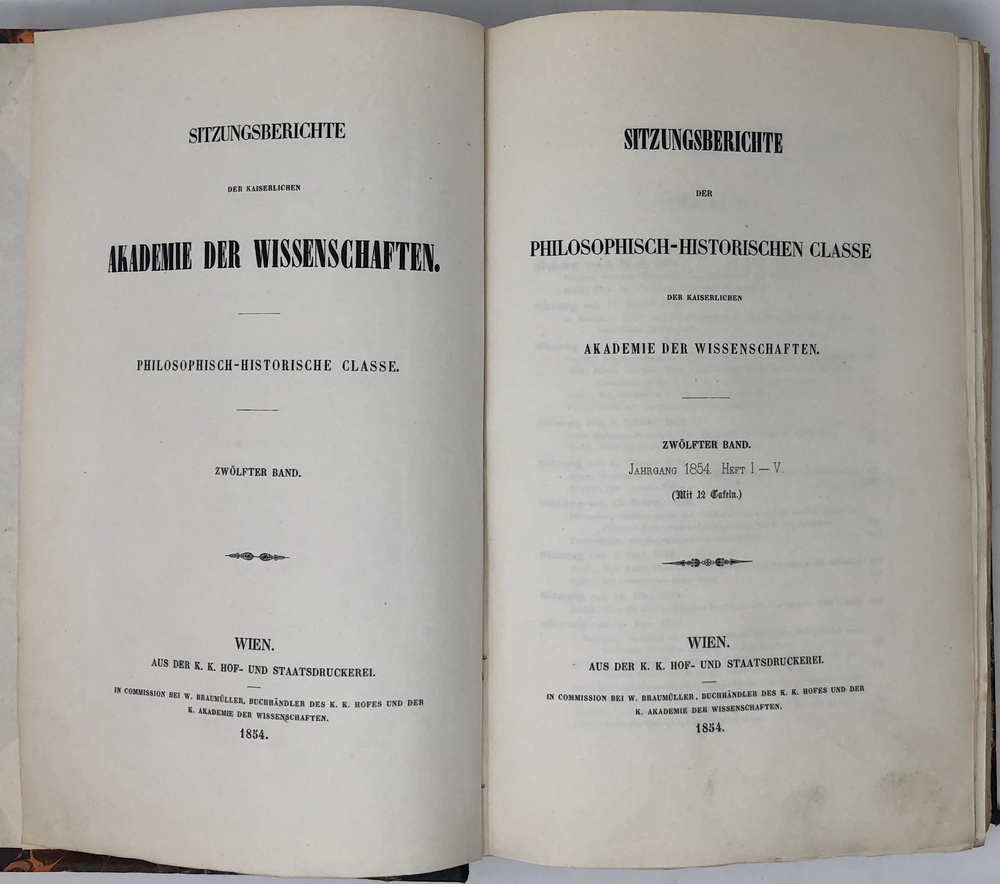 SITZUNGSBERICHTE
DER KAISERLICHEN
AKADEMIE DER WISSENSCHAFTEN.
PHILOSOPHISCH-HISTORISCHE CLASSE.
ZWÖLFTER BAND.
WIEN.
AUS DER K. K. HOF- UND STAATSDRUCKEREI.
IN COMMISSION BEI W. BRAUMÜLLER, BUCHHÄNDLER DES K. K. HOFES UND DER
K. AKADEMIE DER WISSENSCHAFTEN.
1854.
SITZUNGSBERICHTE
DER
PHILOSOPHISCH-HISTORISCHEN CLASSE
DER KAISERLICHEN
AKADEMIE DER WISSENSCHAFTEN.
ZWÖLFTER BAND.
JAHRGANG 1854. HEFT I — V.
(Mit 12 Tafeln.)
WIEN.
AUS DER K. K. HOF- UND STAATSDRUCKEREI.
IN COMMISSION BEI W. BRAUMÜLLER, BUCHHÄNDLER DES K. K. HOFES UND DER
K. AKADEMIE DER WISSENSCHAFTEN.
1854.